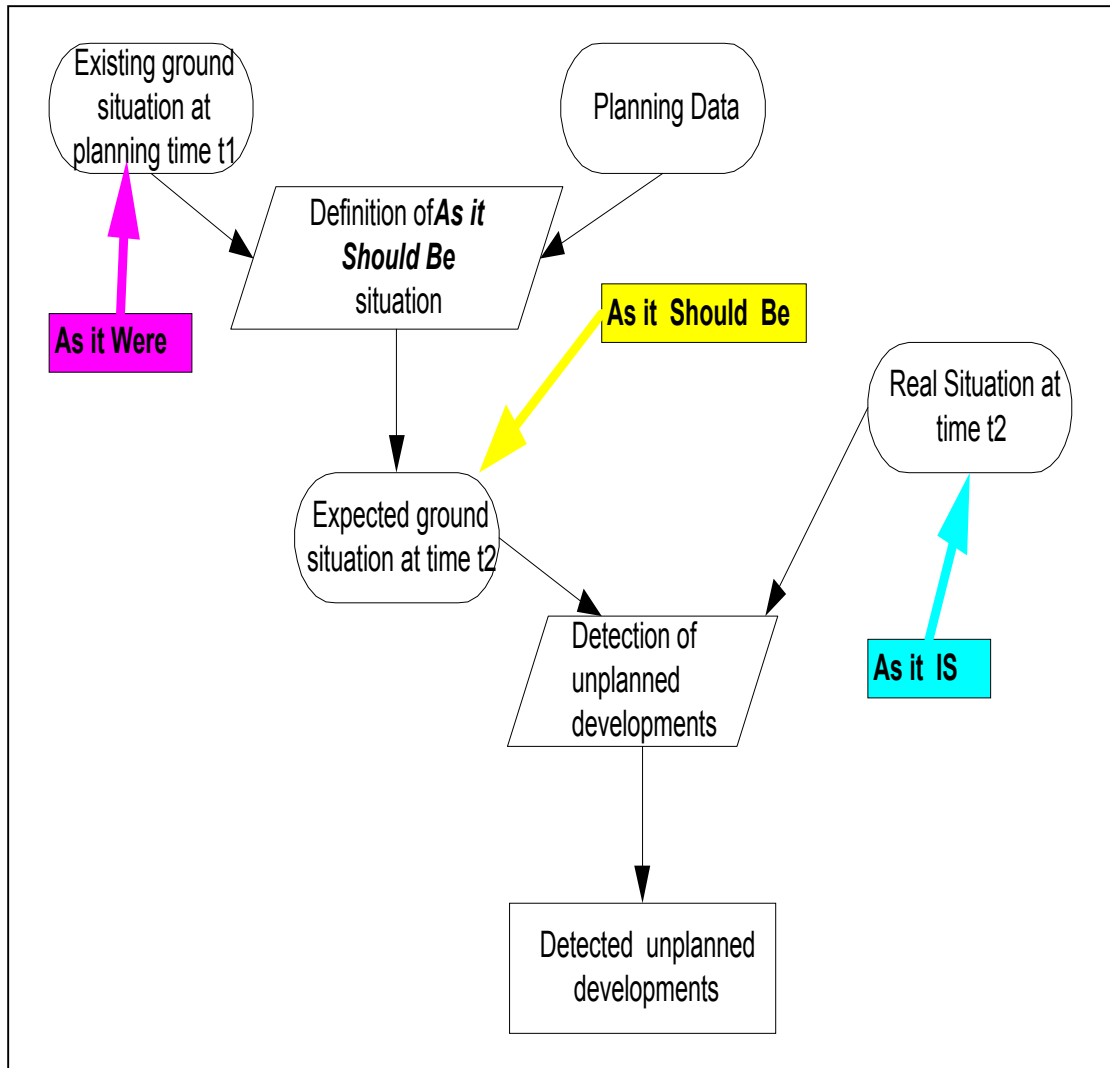 Existing ground
situation at
planning time t1
Planning Data
Definition of As it
Should Be
situation
As it Were
As it Should Be
Real Situation at
time t2
Expected ground
situation at time t2
As it IS
Detection of
unplanned
developments
Detected unplanned
developments